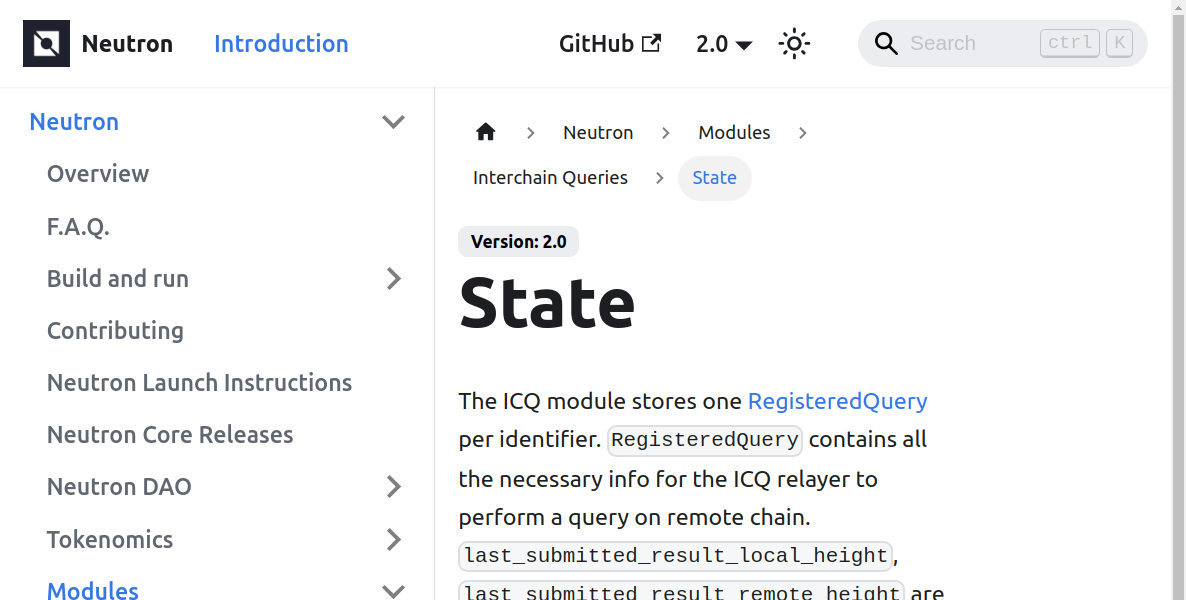 Neutron Introduction GitHub 2.0 Search ctrl K
Neutron
Overview
F.A.Q.
Build and run
Contributing
Neutron Launch Instructions
Neutron Core Releases
Neutron DAO
Tokenomics
Modules
Neutron Modules
Interchain Queries State
Version: 2.0
State
The ICQ module stores one RegisteredQuery
per identifier. RegisteredQuery contains all
the necessary info for the ICQ relayer to
perform a query on remote chain.
last_submitted_result_local_height,
last_submitted_result_remote_height are